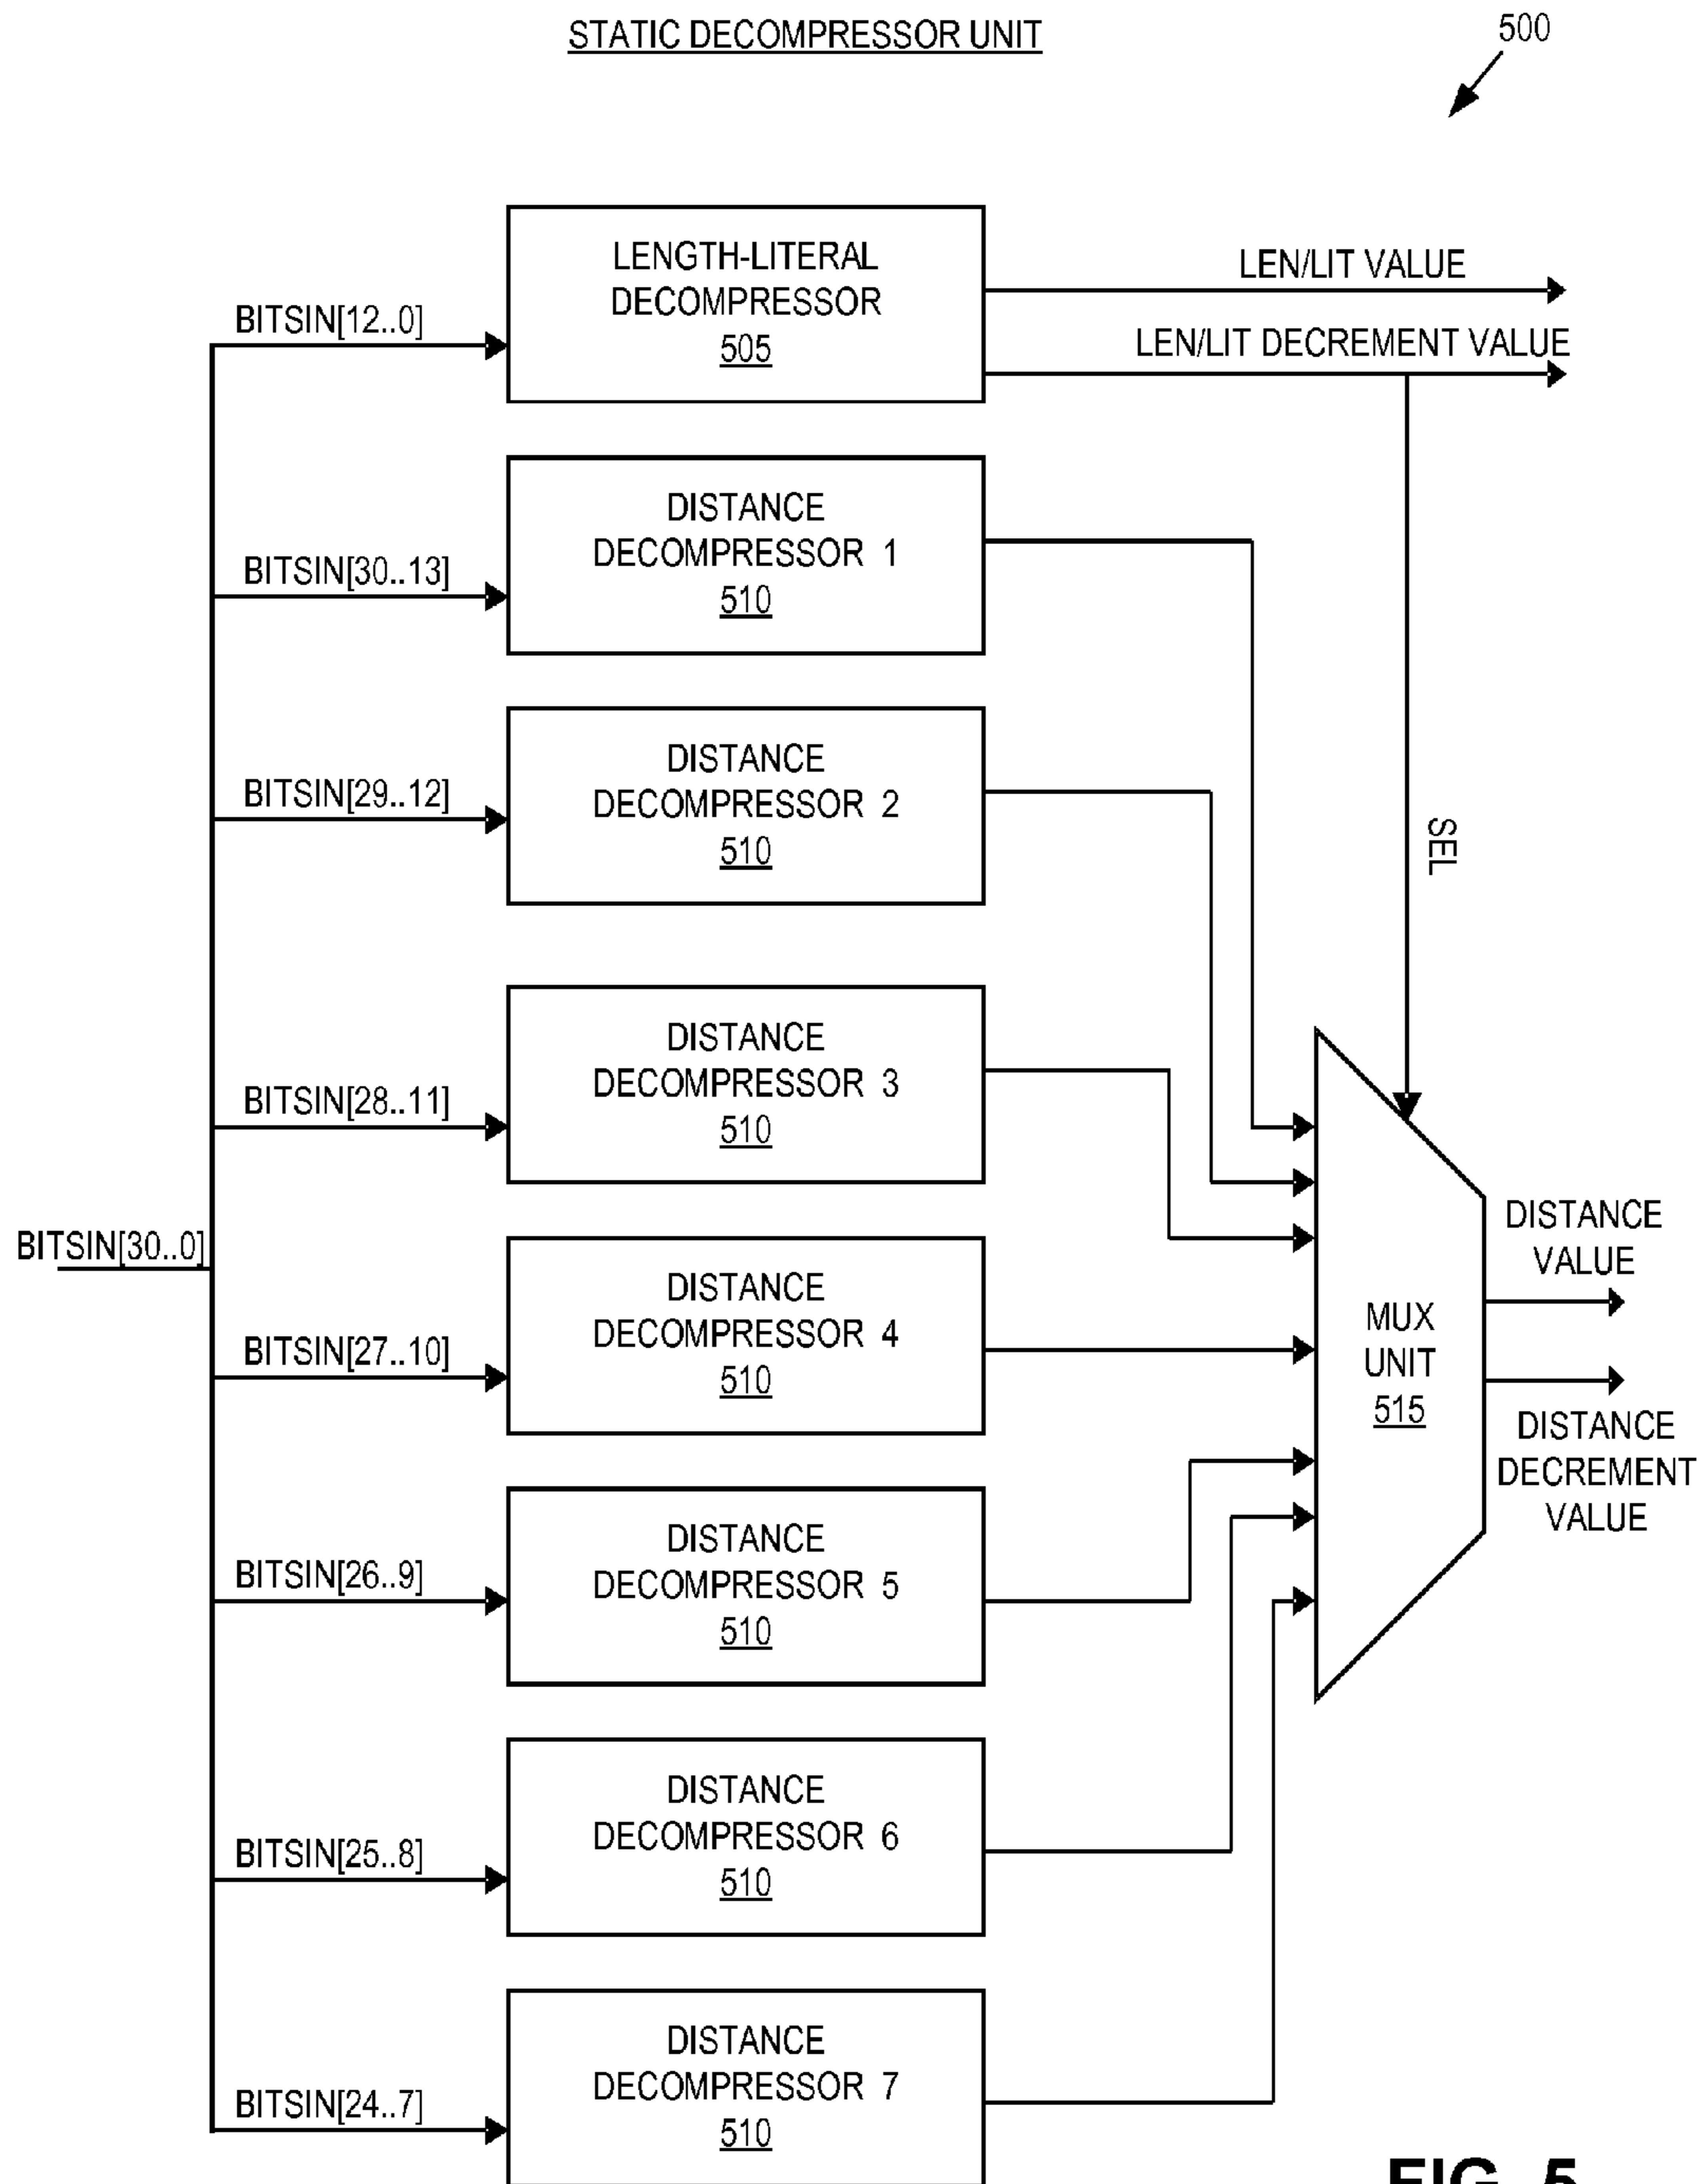 STATIC DECOMPRESSOR UNIT
500
LENGTH-LITERAL
DECOMPRESSOR
505
BITSIN[12..0]
LEN/LIT VALUE
LEN/LIT DECREMENT VALUE
DISTANCE
DECOMPRESSOR 1
510
BITSIN[30..13]
DISTANCE
DECOMPRESSOR 2
510
BITSIN[29..12]
SEL
DISTANCE
DECOMPRESSOR 3
510
BITSIN[28..11]
BITSIN[30..0]
DISTANCE
DECOMPRESSOR 4
510
BITSIN[27..10]
MUX
UNIT
515
DISTANCE
VALUE
DISTANCE
DECREMENT
VALUE
DISTANCE
DECOMPRESSOR 5
510
BITSIN[26..9]
DISTANCE
DECOMPRESSOR 6
510
BITSIN[25..8]
DISTANCE
DECOMPRESSOR 7
510
BITSIN[24..7]
FIG. 5